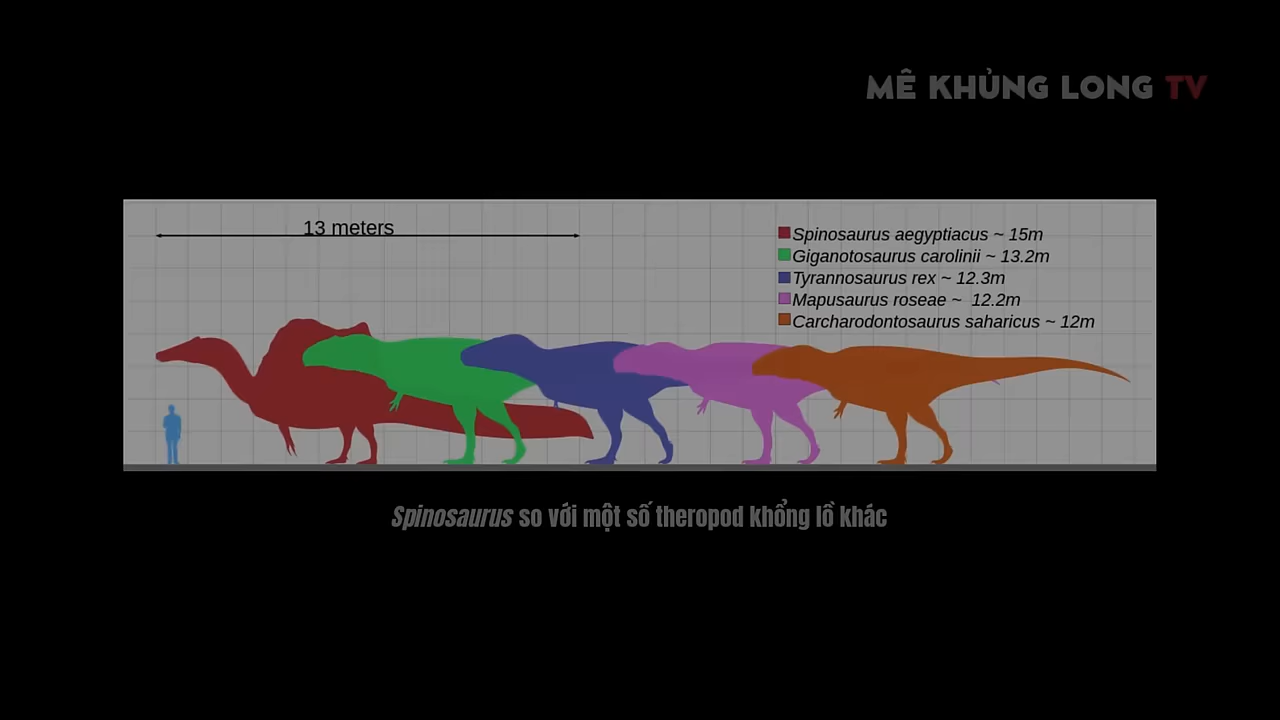 MÊ KHỦNG LONG TV
13 meters
Spinosaurus aegyptiacus ~ 15m
Giganotosaurus carolinii ~ 13.2m
Tyrannosaurus rex ~ 12.3m
Mapusaurus roseae ~  12.2m
Carcharodontosaurus saharicus ~ 12m
Spinosaurus so với một số theropod khổng lồ khác